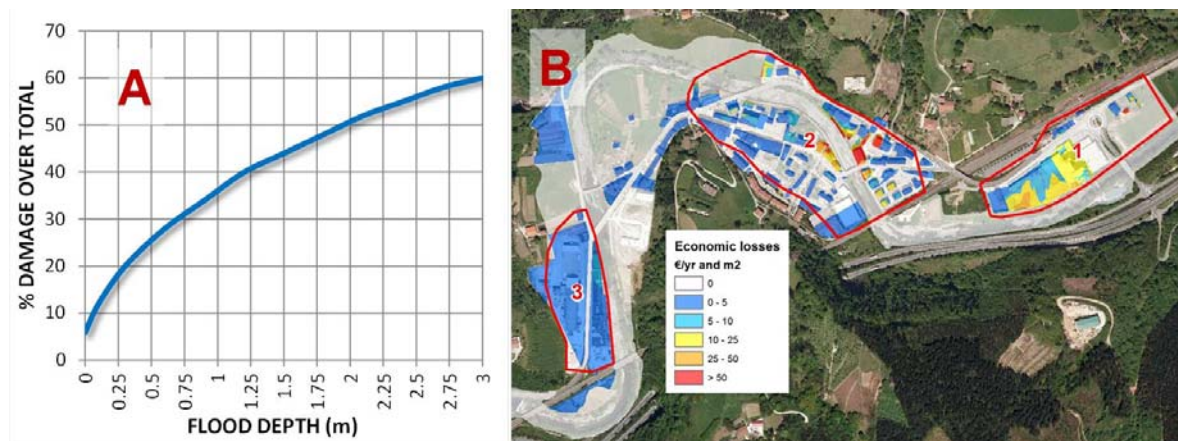 A
% DAMAGE OVER TOTAL
70
60
50
40
30
20
10
0
0
0.25
0.5
0.75
1
1.25
1.5
1.75
2
2.25
2.5
2.75
3
FLOOD DEPTH (m)
B
1
2
3
Economic losses
€/yr and m2
0
0 - 5
5 - 10
10 - 25
25 - 50
> 50